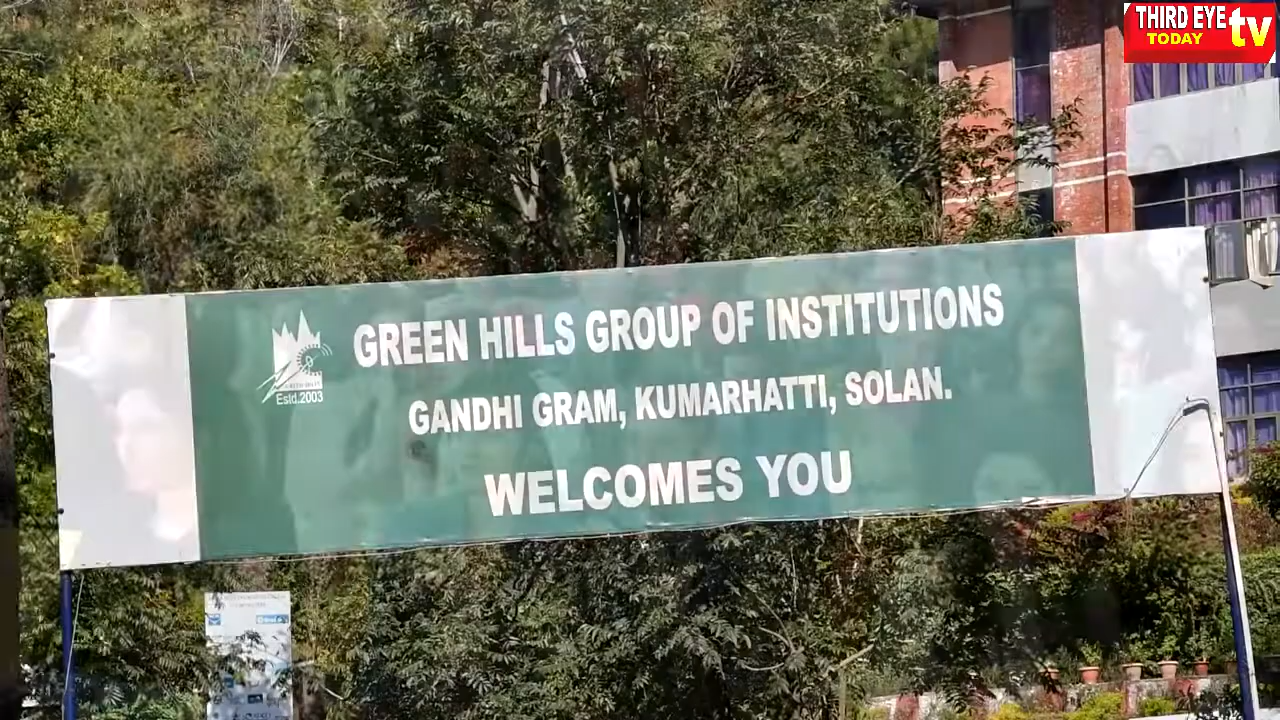 THIRD EYE
TODAY
tv
GREEN HILLS GROUP OF INSTITUTIONS
GANDHI GRAM, KUMARHATTI, SOLAN.
WELCOMES YOU
Estd.2003